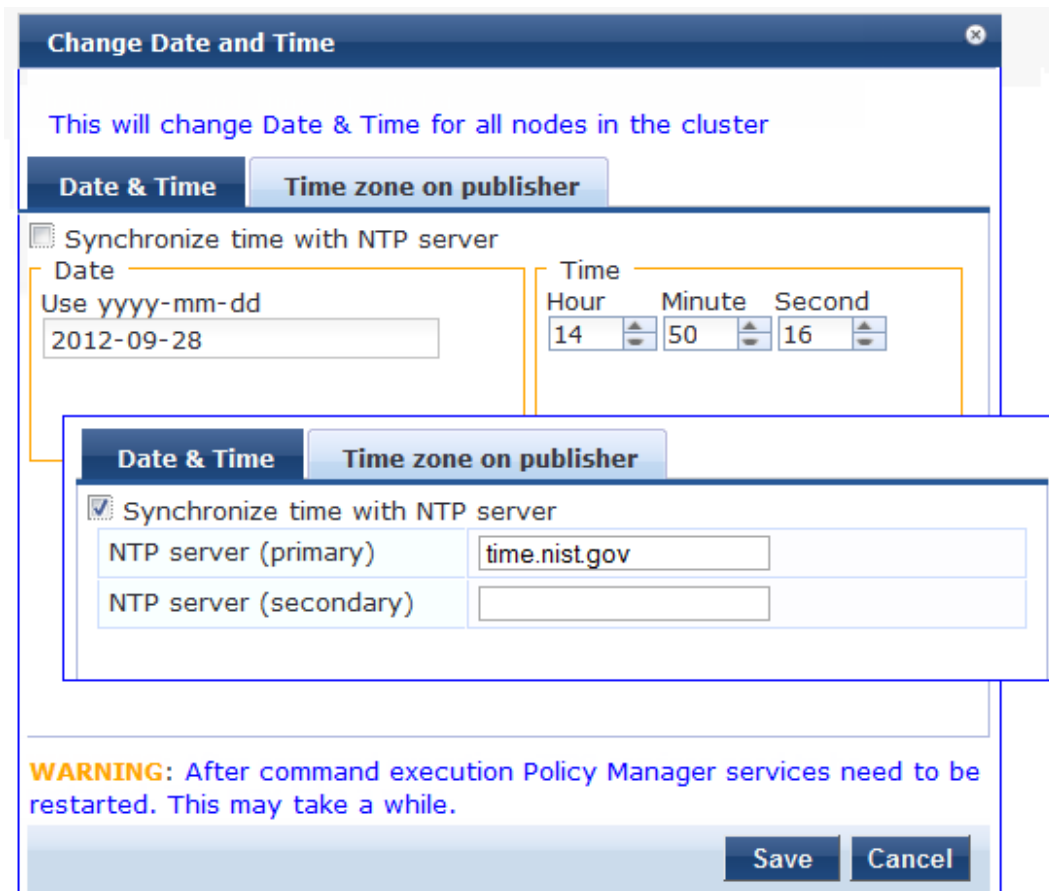 Change Date and Time
This will change Date & Time for all nodes in the cluster
Date & Time
Time zone on publisher
Synchronize time with NTP server
Date
Use yyyy-mm-dd
2012-09-28
Time
Hour Minute Second
14 50 16
Date & Time
Time zone on publisher
Synchronize time with NTP server
NTP server (primary) time.nist.gov
NTP server (secondary)
WARNING: After command execution Policy Manager services need to be
restarted. This may take a while.
Save Cancel